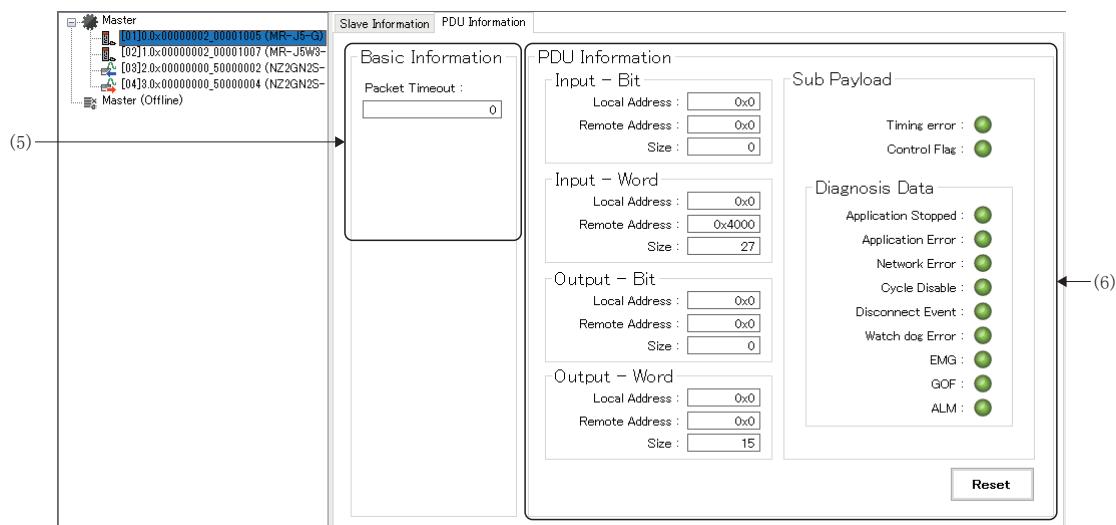 Master
[01]0.0x00000002_00001005 (MR-J5-G)
[02]1.0x00000002_00001007 (MR-J5W3-
[03]2.0x00000000_50000002 (NZ2GN2S-
[04]3.0x00000000_50000004 (NZ2GN2S-
Master (Offline)
Slave Information PDU Information
(5)
Basic Information
Packet Timeout :
0
PDU Information
Input - Bit
Local Address : 0x0
Remote Address : 0x0
Size : 0
Input - Word
Local Address : 0x0
Remote Address : 0x4000
Size : 27
Output - Bit
Local Address : 0x0
Remote Address : 0x0
Size : 0
Output - Word
Local Address : 0x0
Remote Address : 0x0
Size : 15
Sub Payload
Timing error :
Control Flag :
Diagnosis Data
Application Stopped :
Application Error :
Network Error :
Cycle Disable :
Disconnect Event :
Watch dog Error :
EMG :
GOF :
ALM :
Reset
(6)